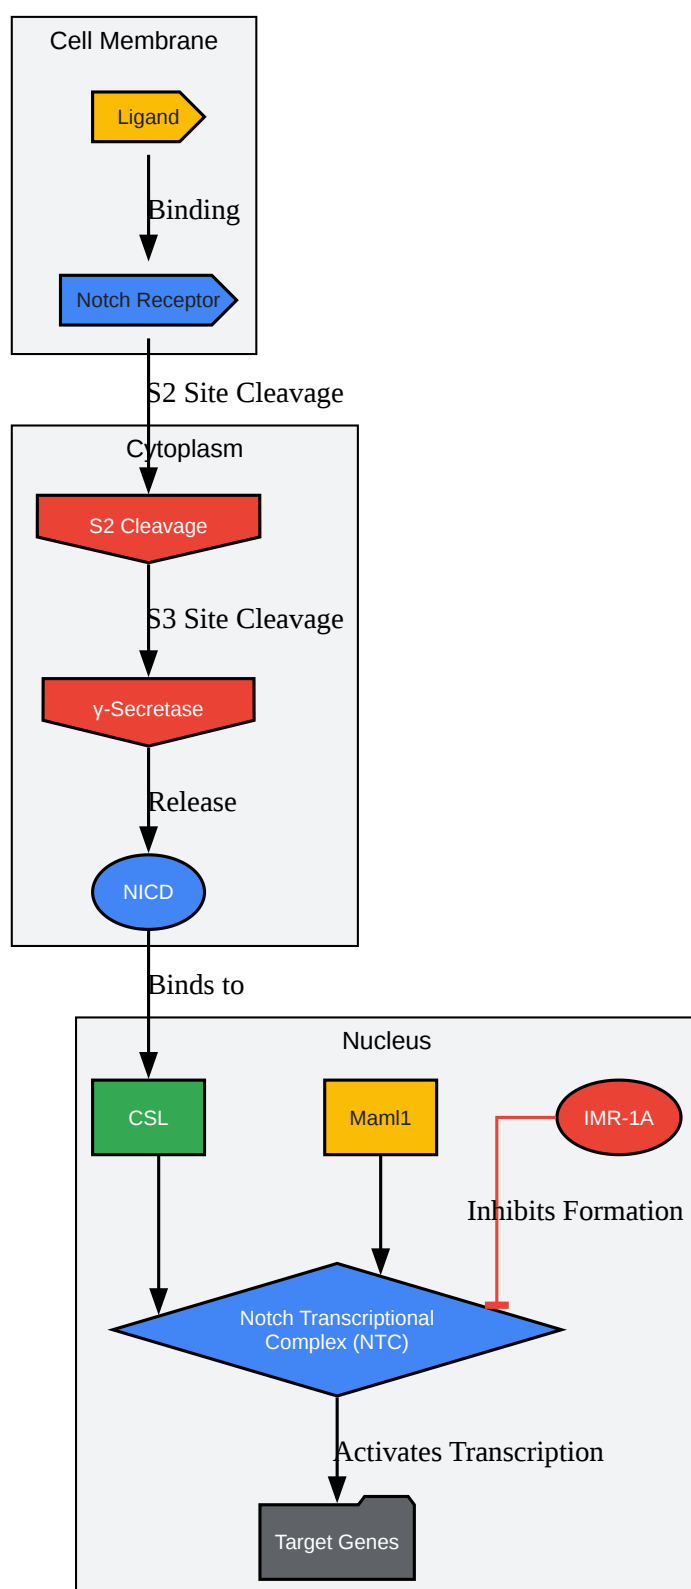 Cell Membrane
Ligand
Binding
Notch Receptor
S2 Site Cleavage
Cytoplasm
S2 Cleavage
S3 Site Cleavage
γ-Secretase
Release
NICD
Binds to
Nucleus
CSL
Maml1
IMR-1A
Inhibits Formation
Notch Transcriptional
Complex (NTC)
Activates Transcription
Target Genes